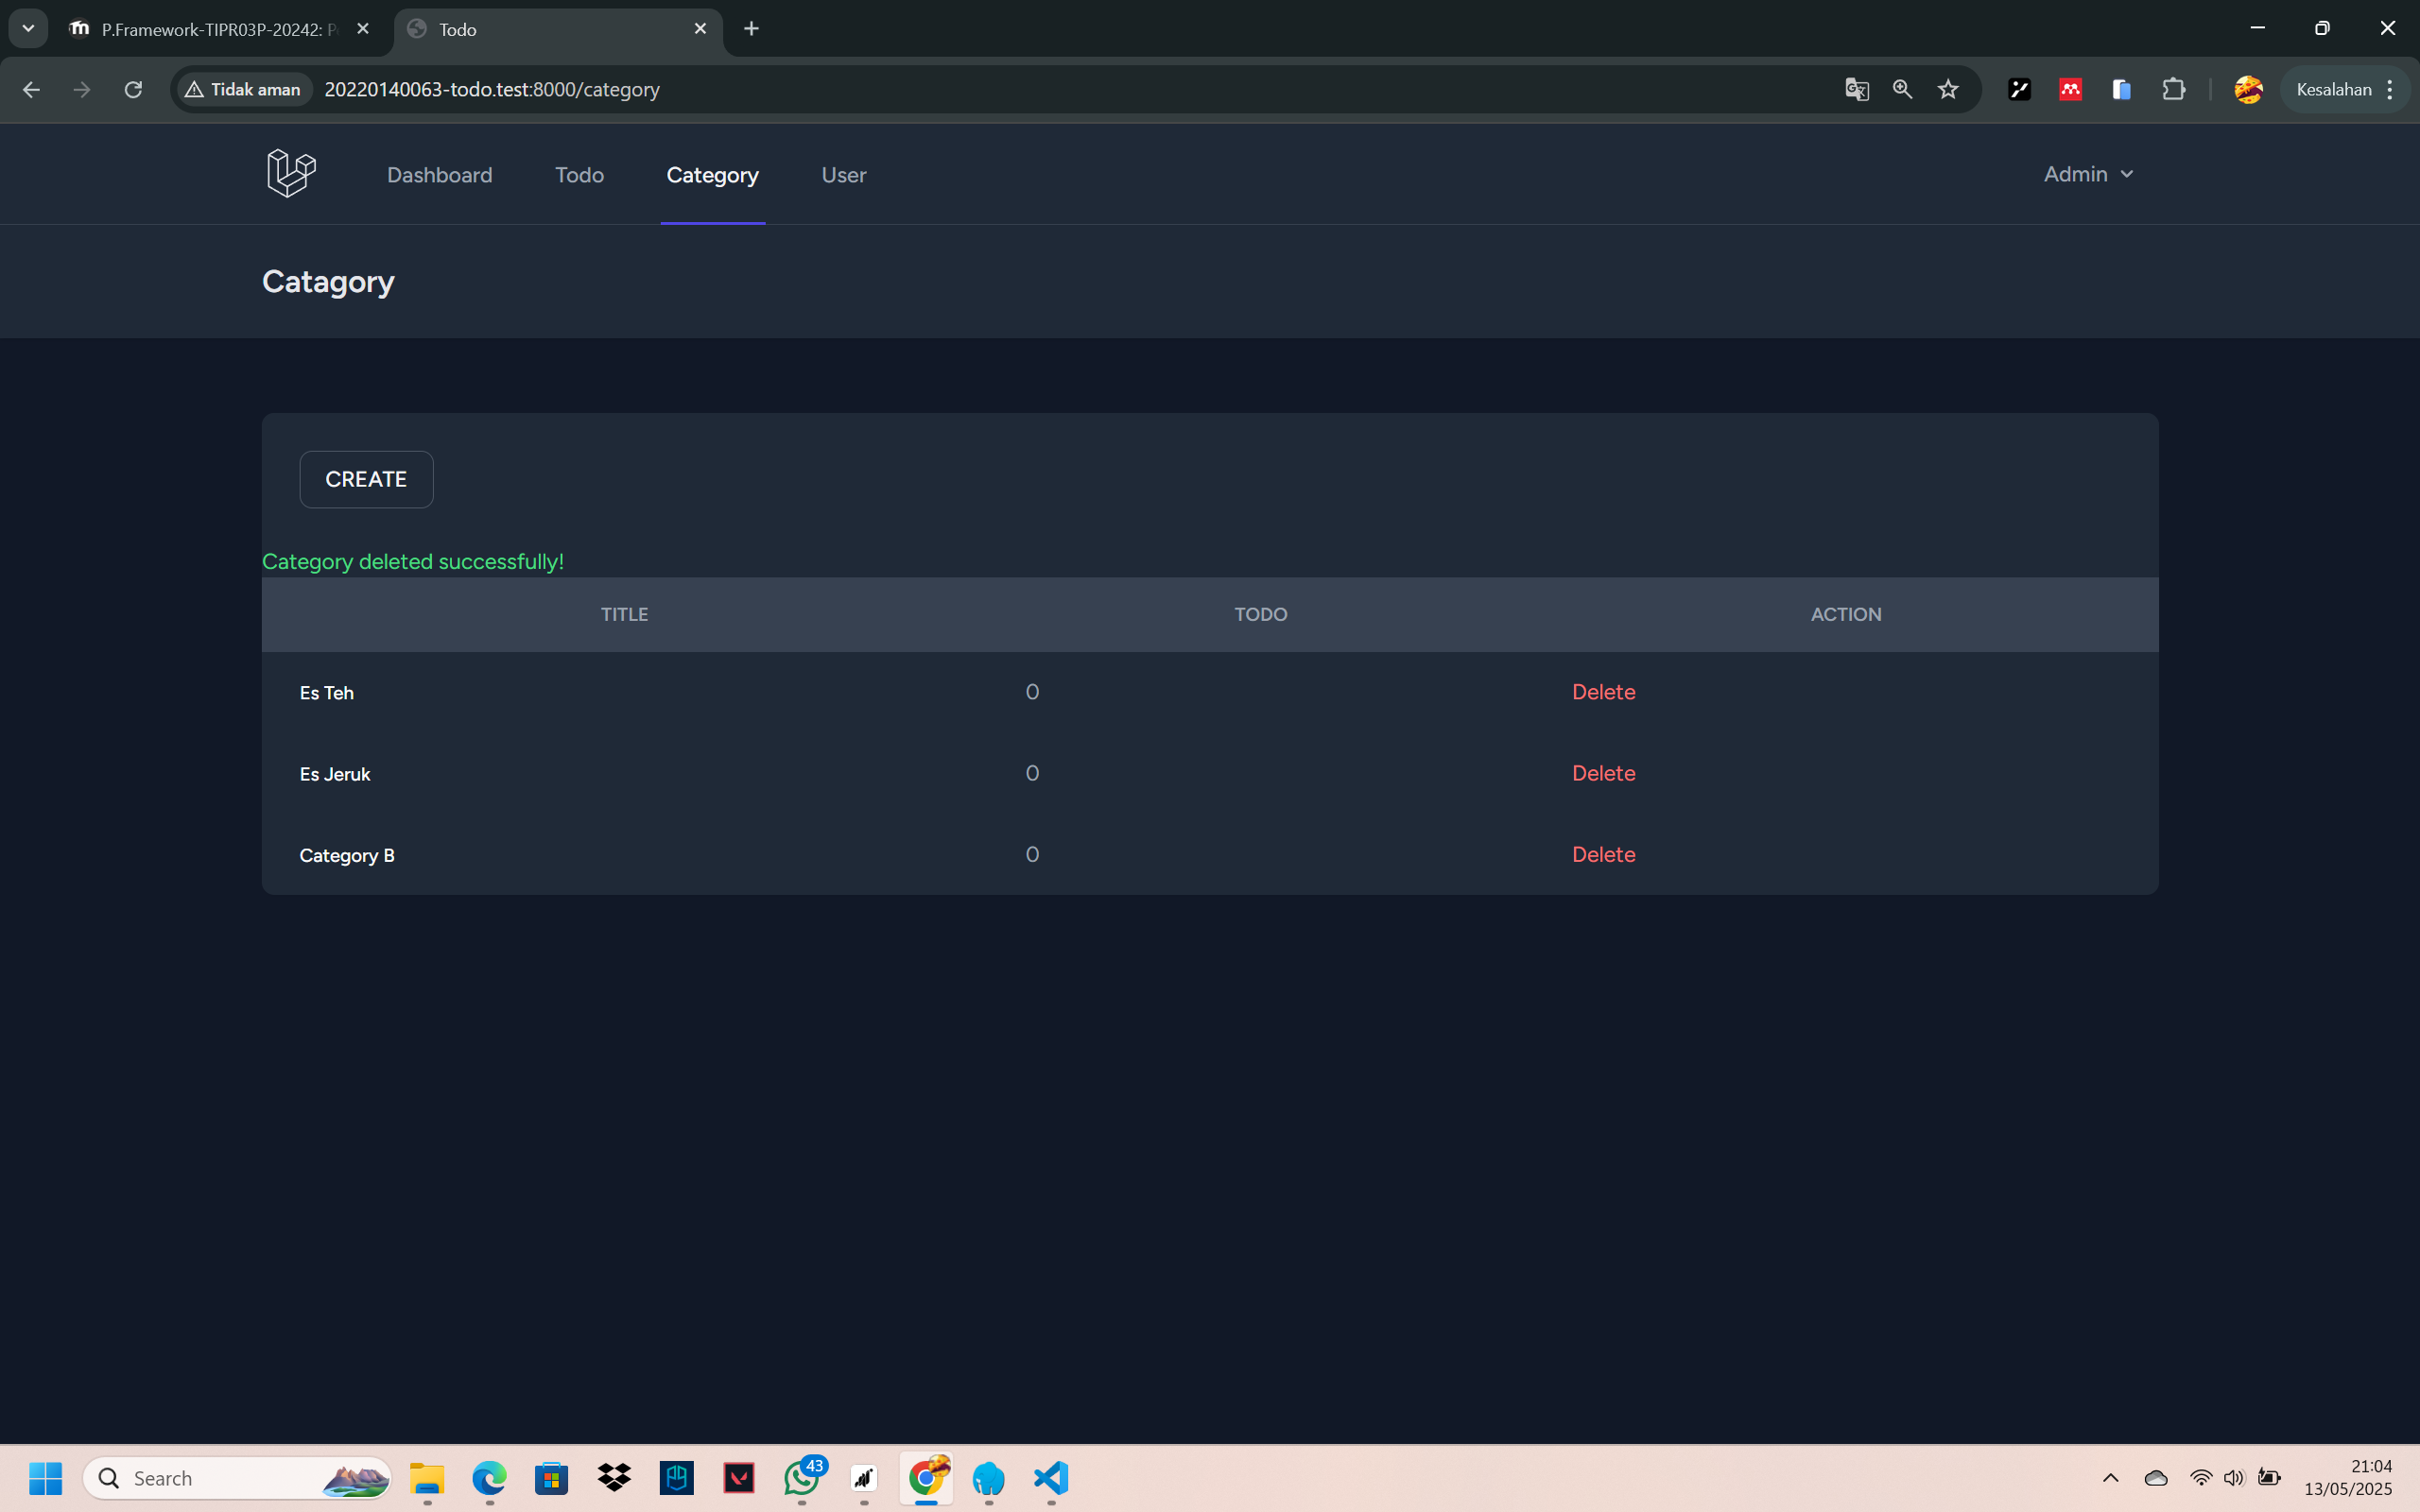 P.Framework-TIPR03P-20242: P
Todo
Tidak aman
20220140063-todo.test:8000/category
Kesalahan
Dashboard
Todo
Category
User
Admin
Catagory
CREATE
Category deleted successfully!
TITLE
TODO
ACTION
Es Teh
0
Delete
Es Jeruk
0
Delete
Category B
0
Delete
Search
43
21:04
13/05/2025